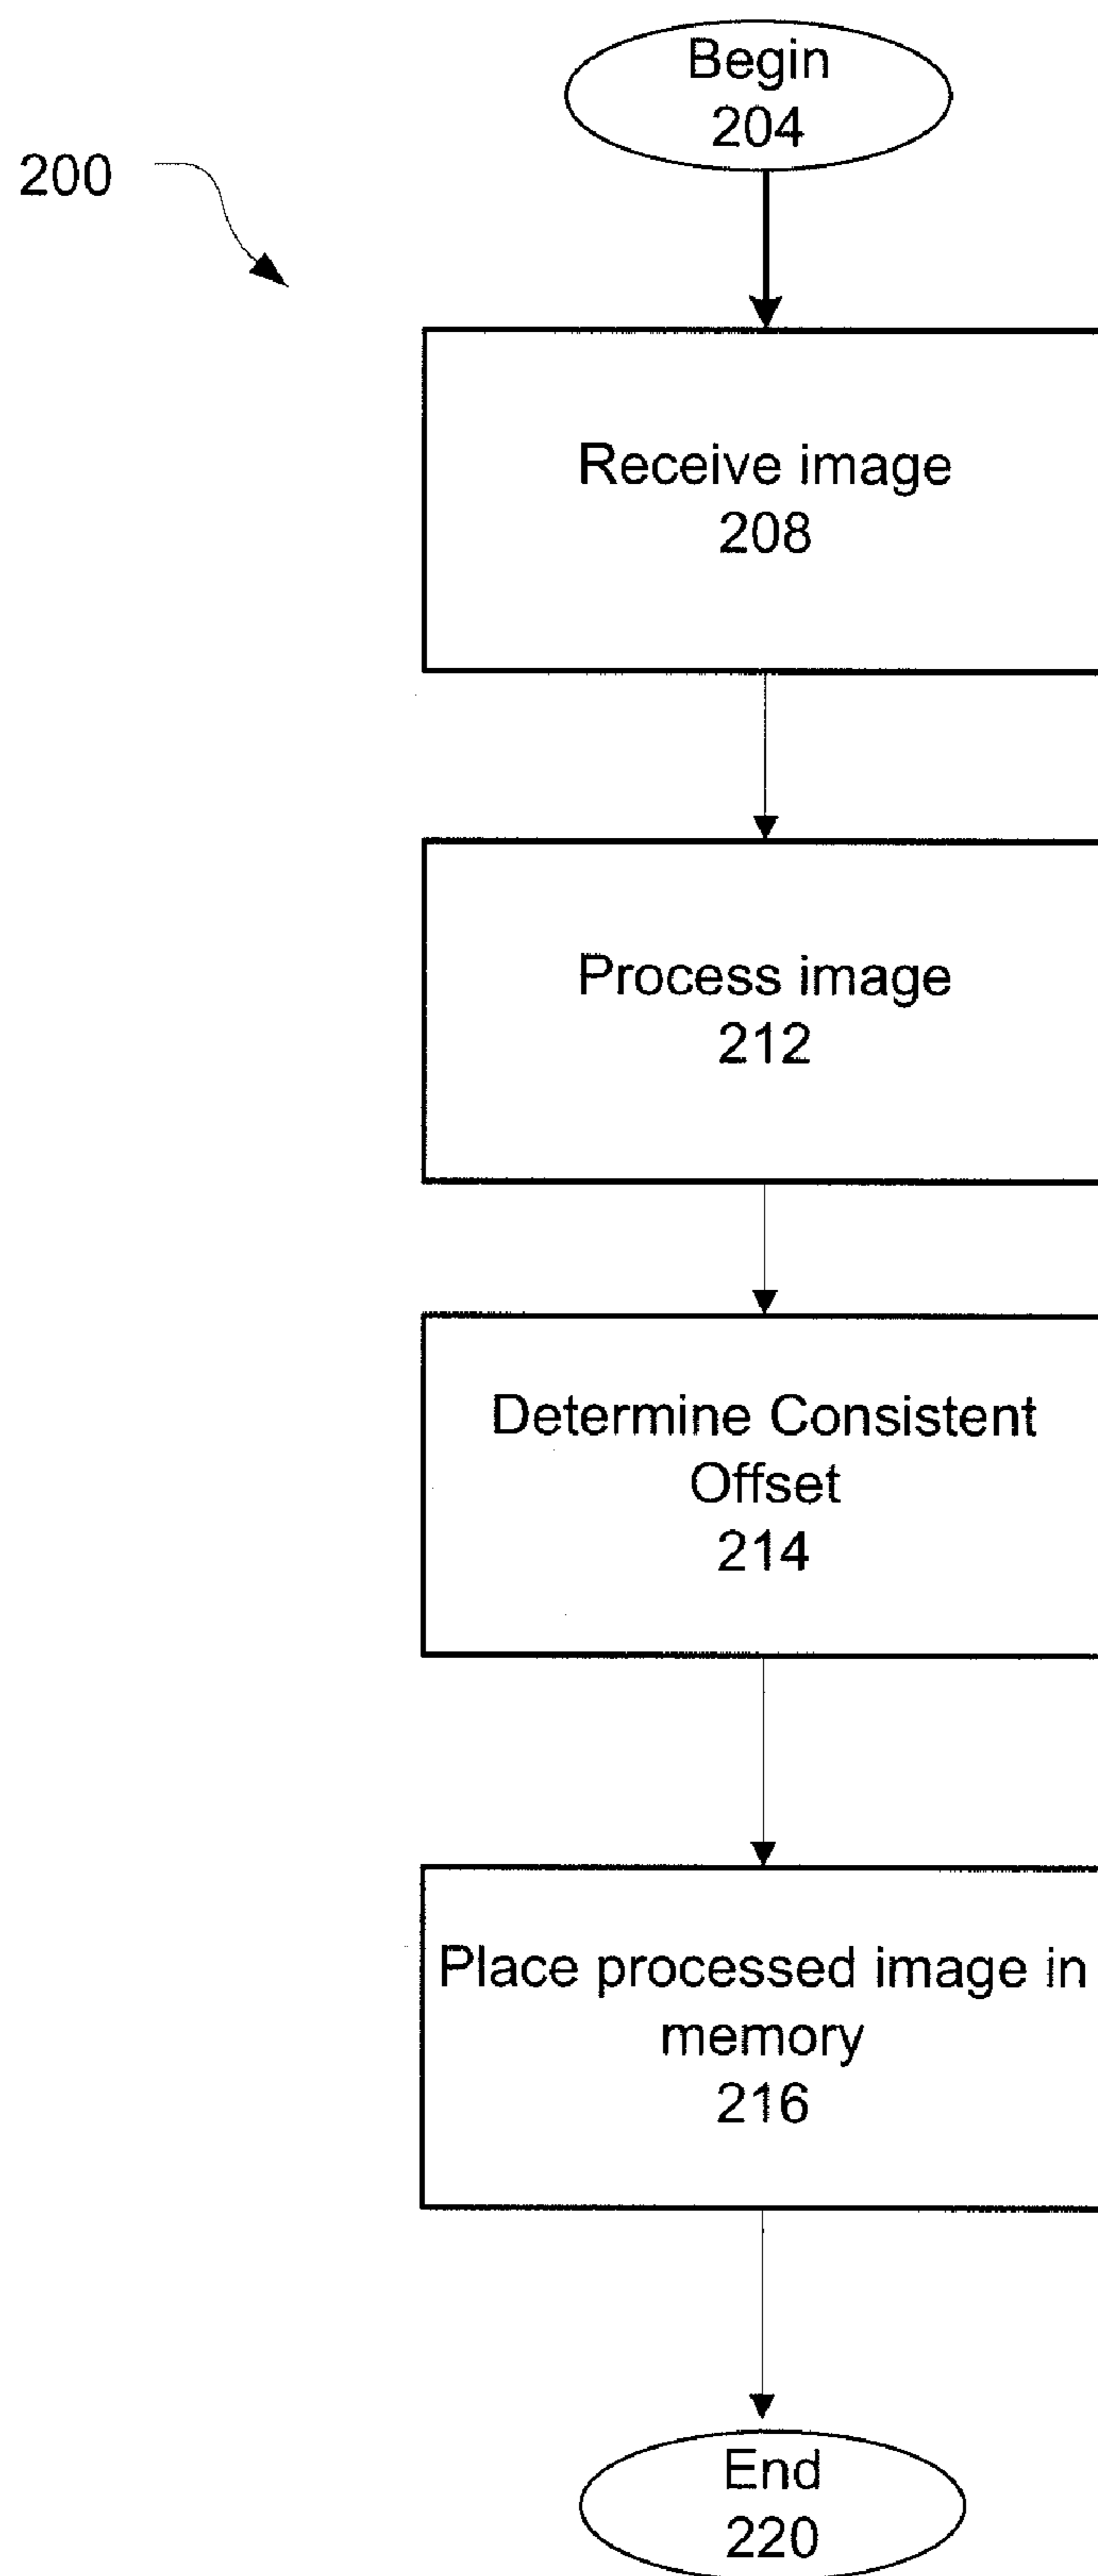 Begin
204
200
Receive image
208
Process image
212
Determine Consistent
Offset
214
Place processed image in
memory
216
End
220